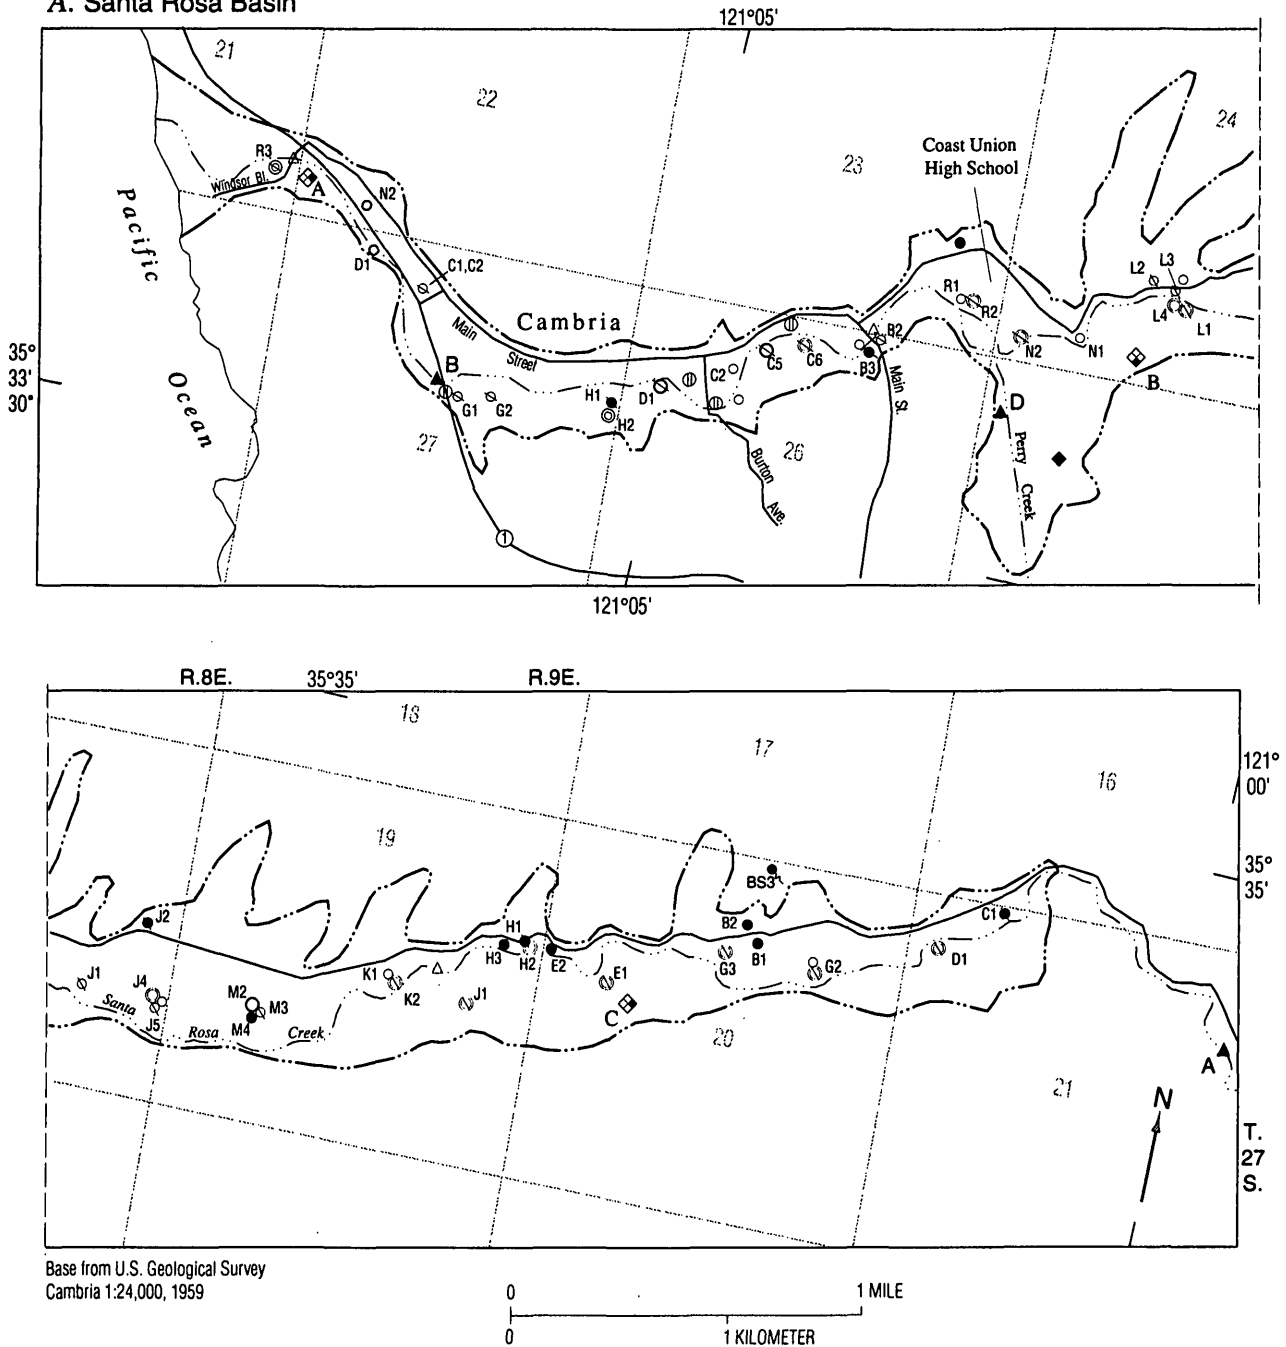 A. Santa Rosa Basin
121°05'
21
22
23
24
Coast Union
High School
R3
Windsor Bl.
A
N2
D1
C1,C2
Pacific
Ocean
Main
Street
Cambria
R1
R2
L2
L3
L4
L1
N2
N1
B
B2
B3
C5
C6
C2
D1
H1
H2
G1
G2
B
35°
33'
30"
27
26
Burton
Ave.
Main St.
D
Perry
Creek
1
121°05'
R.8E.
35°35'
R.9E.
18
17
16
121°
00'
35°
35'
19
BS3
J2
H1
H3
H2
E2
B2
B1
C1
D1
G3
G2
J1
J4
J5
K1
K2
J1
E1
M2
M3
M4
Santa
Rosa
Creek
C
20
21
A
N
T.
27
S.
Base from U.S. Geological Survey
Cambria 1:24,000, 1959
0
1 MILE
0
1 KILOMETER